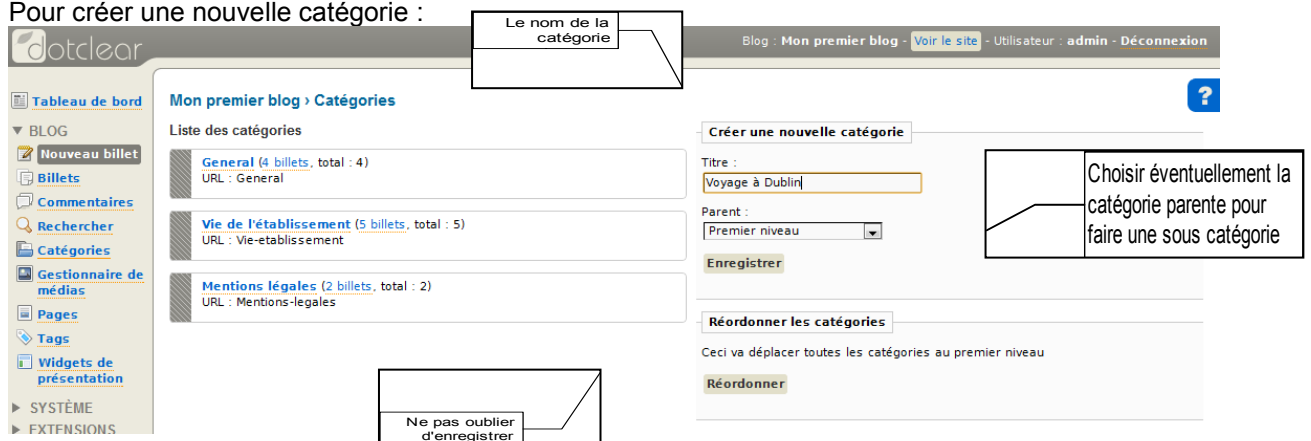 Pour créer une nouvelle catégorie :
Le nom de la
catégorie
dotclear
Blog : Mon premier blog - Voir le site - Utilisateur : admin - Déconnexion
Tableau de bord
BLOG
Nouveau billet
Billets
Commentaires
Rechercher
Catégories
Gestionnaire de
médias
Pages
Tags
Widgets de
présentation
SYSTÈME
EXTENSIONS
Mon premier blog › Catégories
?
Liste des catégories
General (4 billets, total : 4)
URL : General
Vie de l'établissement (5 billets, total : 5)
URL : Vie-etablissement
Mentions légales (2 billets, total : 2)
URL : Mentions-legales
Créer une nouvelle catégorie
Titre :
Voyage à Dublin
Parent :
Premier niveau
Enregistrer
Choisir éventuellement la
catégorie parente pour
faire une sous catégorie
Réordonner les catégories
Ceci va déplacer toutes les catégories au premier niveau
Réordonner
Ne pas oublier
d'enregistrer